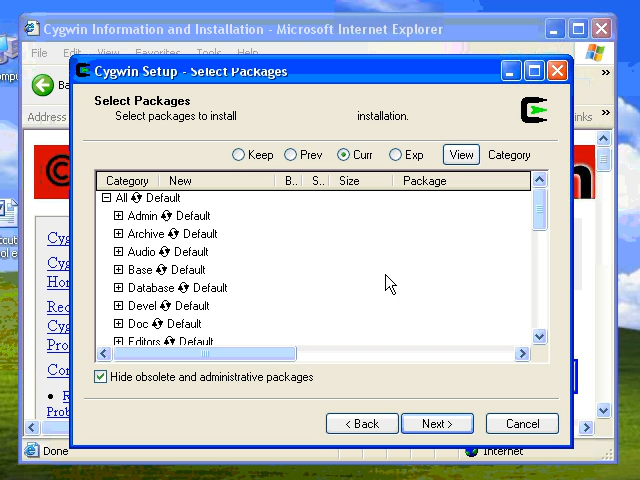 Cygwin Information and Installation - Microsoft Internet Explorer
File Edit View Favorites Tools Help
Cygwin Setup - Select Packages
Address
Select Packages
Select packages to install installation.
Keep Prev Curr Exp View Category
Category New B.. S.. Size Package
All Default
Admin Default
Archive Default
Audio Default
Base Default
Database Default
Devel Default
Doc Default
Editors Default
Hide obsolete and administrative packages
< Back Next > Cancel
Done Internet